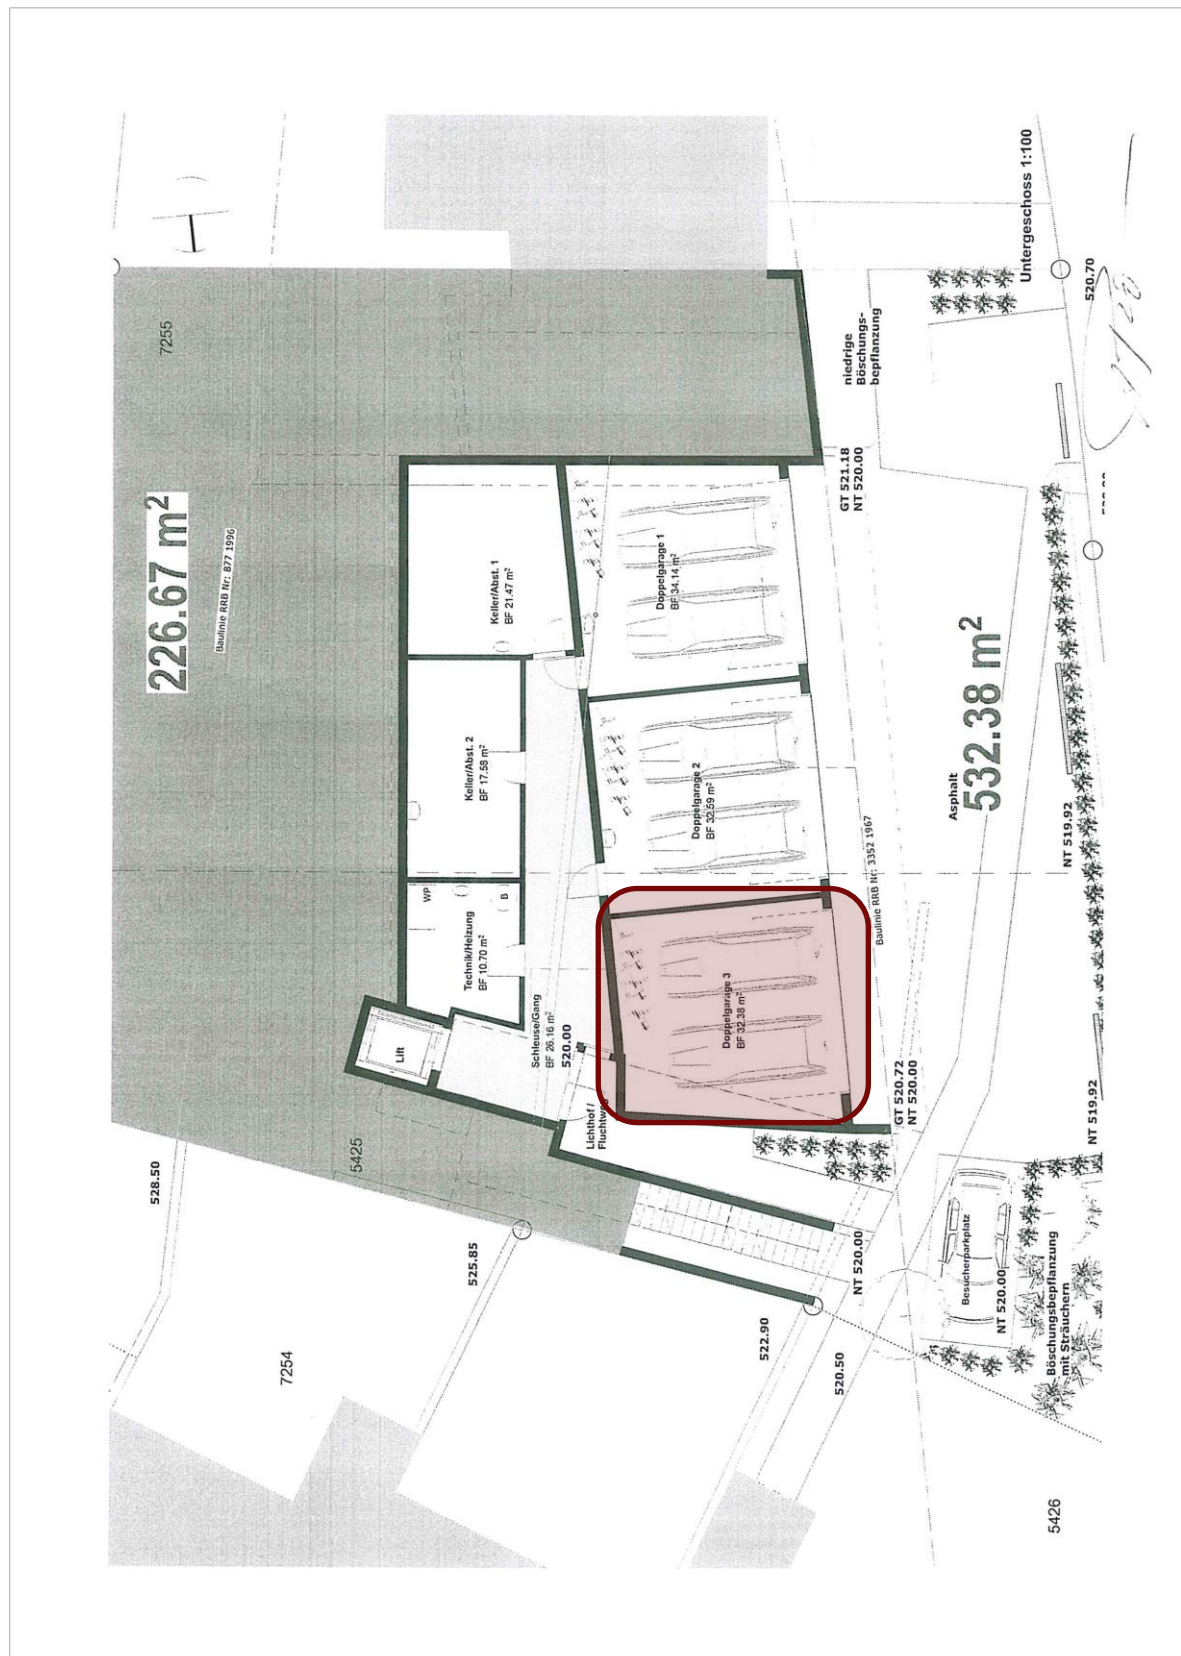 7255
226.67 m²
Baulinie RRB Nr: 877 1996
Untergeschoss 1:100
520.70
niedrige
Böschungs-
bepflanzung
GT 521.18
NT 520.00
Keller/Abst. 1
BF 21.47 m²
Doppelgarage 1
BF 34.14 m²
Keller/Abst. 2
BF 17.58 m²
Doppelgarage 2
BF 32.59 m²
Asphalt
532.38 m²
NT 519.92
Baulinie RRB Nr: 3352 1967
WP
B
Technik/Heizung
BF 10.70 m²
Doppelgarage 3
BF 32.38 m²
Lift
Schleuse/Gang
BF 26.16 m²
520.00
Lichthof /
Fluchtweg
GT 520.72
NT 520.00
NT 519.92
5425
528.50
525.85
NT 520.00
Besucherparkplatz
NT 520.00
Böschungsbepflanzung
mit Sträuchern
522.90
520.50
7254
5426